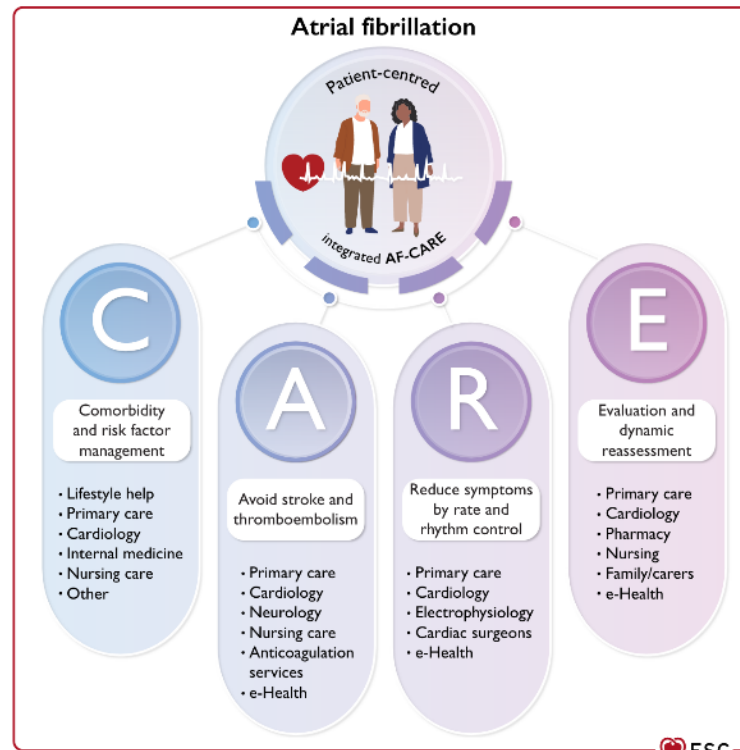 Atrial fibrillation
Patient-centred
integrated AF-CARE
C
Comorbidity
and risk factor
management
• Lifestyle help
• Primary care
• Cardiology
• Internal medicine
• Nursing care
• Other
A
Avoid stroke and
thromboembolism
• Primary care
• Cardiology
• Neurology
• Nursing care
• Anticoagulation
services
• e-Health
R
Reduce symptoms
by rate and
rhythm control
• Primary care
• Cardiology
• Electrophysiology
• Cardiac surgeons
• e-Health
E
Evaluation and
dynamic
reassessment
• Primary care
• Cardiology
• Pharmacy
• Nursing
• Family/carers
• e-Health
ESC